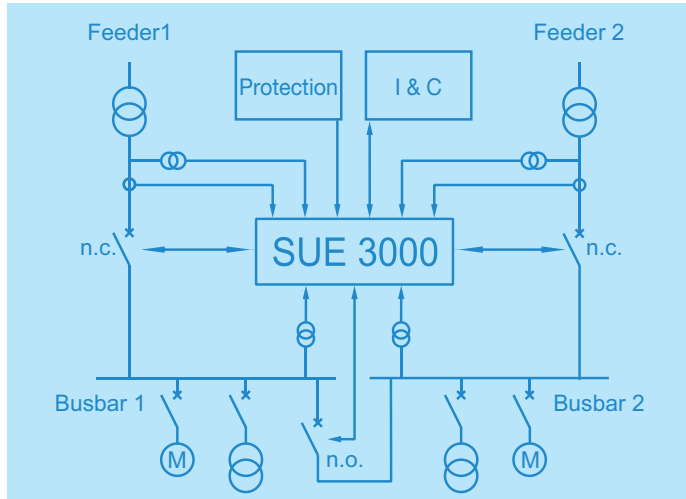 Feeder1
Feeder 2
Protection
I & C
n.c.
SUE 3000
n.c.
Busbar 1
Busbar 2
M
n.o.
M